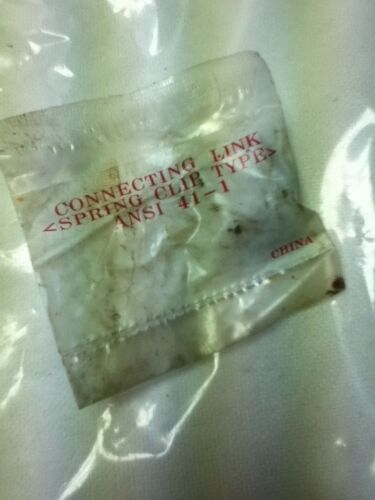 CONNECTING LINK
<SPRING CLIP TYPE>
ANSI 41-1
CHINA